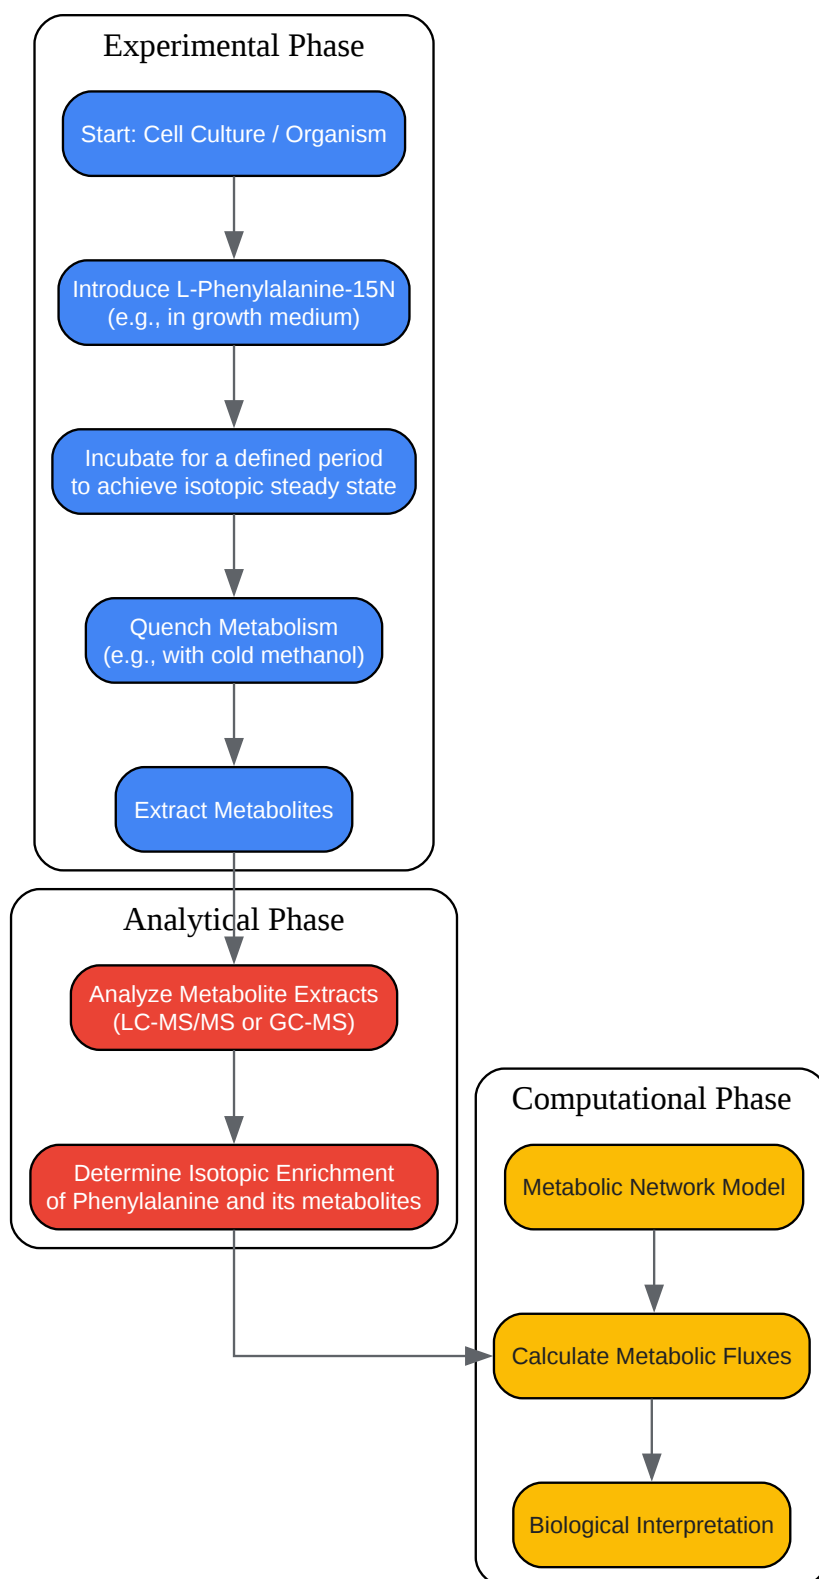 Experimental Phase
Start: Cell Culture / Organism
Introduce L-Phenylalanine-15N
(e.g., in growth medium)
Incubate for a defined period
to achieve isotopic steady state
Quench Metabolism
(e.g., with cold methanol)
Extract Metabolites
Analytical Phase
Analyze Metabolite Extracts
(LC-MS/MS or GC-MS)
Determine Isotopic Enrichment
of Phenylalanine and its metabolites
Computational Phase
Metabolic Network Model
Calculate Metabolic Fluxes
Biological Interpretation